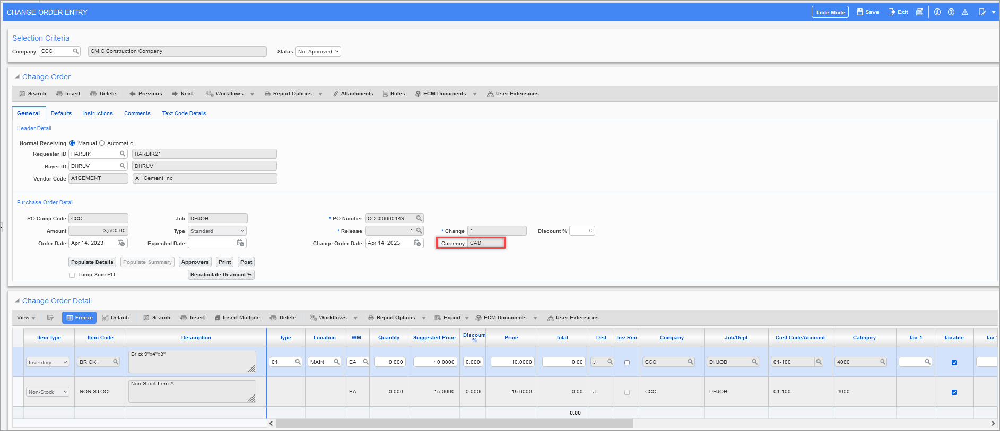 CHANGE ORDER ENTRY Table Mode Save Exit
Selection Criteria
Company CCC CMiC Construction Company Status Not Approved
Change Order
Search Insert Delete Previous Next Workflows Report Options Attachments Notes ECM Documents User Extensions
General Defaults Instructions Comments Text Code Details
Header Detail
Normal Receiving Manual Automatic
Requester ID HARDIK HARDIK21
Buyer ID DHRUV DHRUV
Vendor Code A1CEMENT A1 Cement Inc.
Purchase Order Detail
PO Comp Code CCC Job DHJOB * PO Number CCC00000149
Amount 3,500.00 Type Standard * Release 1 * Change 1 Discount % 0
Order Date Apr 14, 2023 Expected Date Change Order Date Apr 14, 2023 Currency CAD
Populate Details Populate Summary Approvers Print Post
Lump Sum PO Recalculate Discount %
Change Order Detail
View Freeze Detach Search Insert Insert Multiple Delete Workflows Report Options Export ECM Documents User Extensions
Item Type Item Code Description Type Location WM Quantity Suggested Price Discount % Price Total Dist Inv Rec Company Job/Dept Cost Code/Account Category Tax 1 Taxable Tax 2
Inventory BRICK1 Brick 9"x4"x3" 01 MAIN EA 0.000 10.0000 0.000 10.0000 0.00 J CCC DHJOB 01-100 4000
Non-Stock NON-STOCI Non-Stock Item A EA 0.000 15.0000 0.000 15.0000 0.00 J CCC DHJOB 01-100 4000
0.00